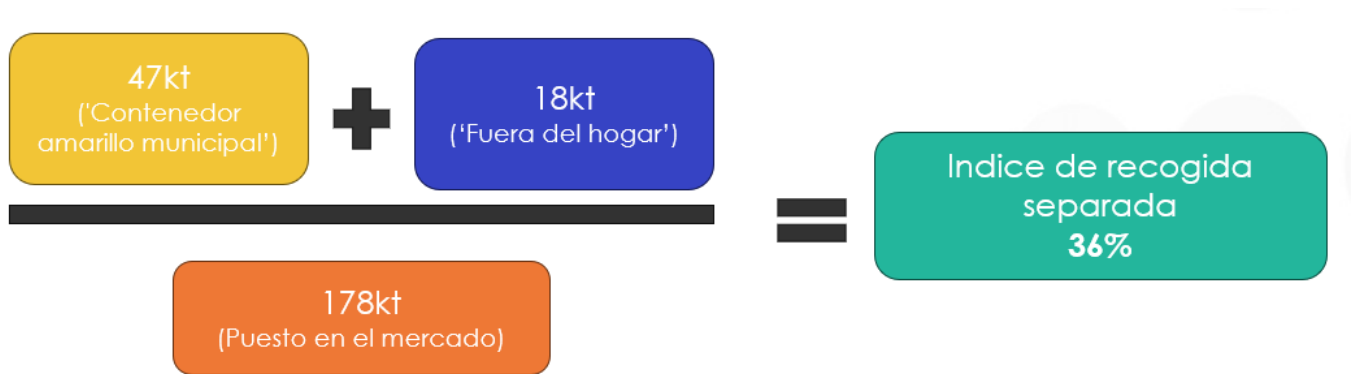 47kt
('Contenedor
amarillo municipal')
18kt
(‘Fuera del hogar’)
178kt
(Puesto en el mercado)
Indice de recogida
separada
36%